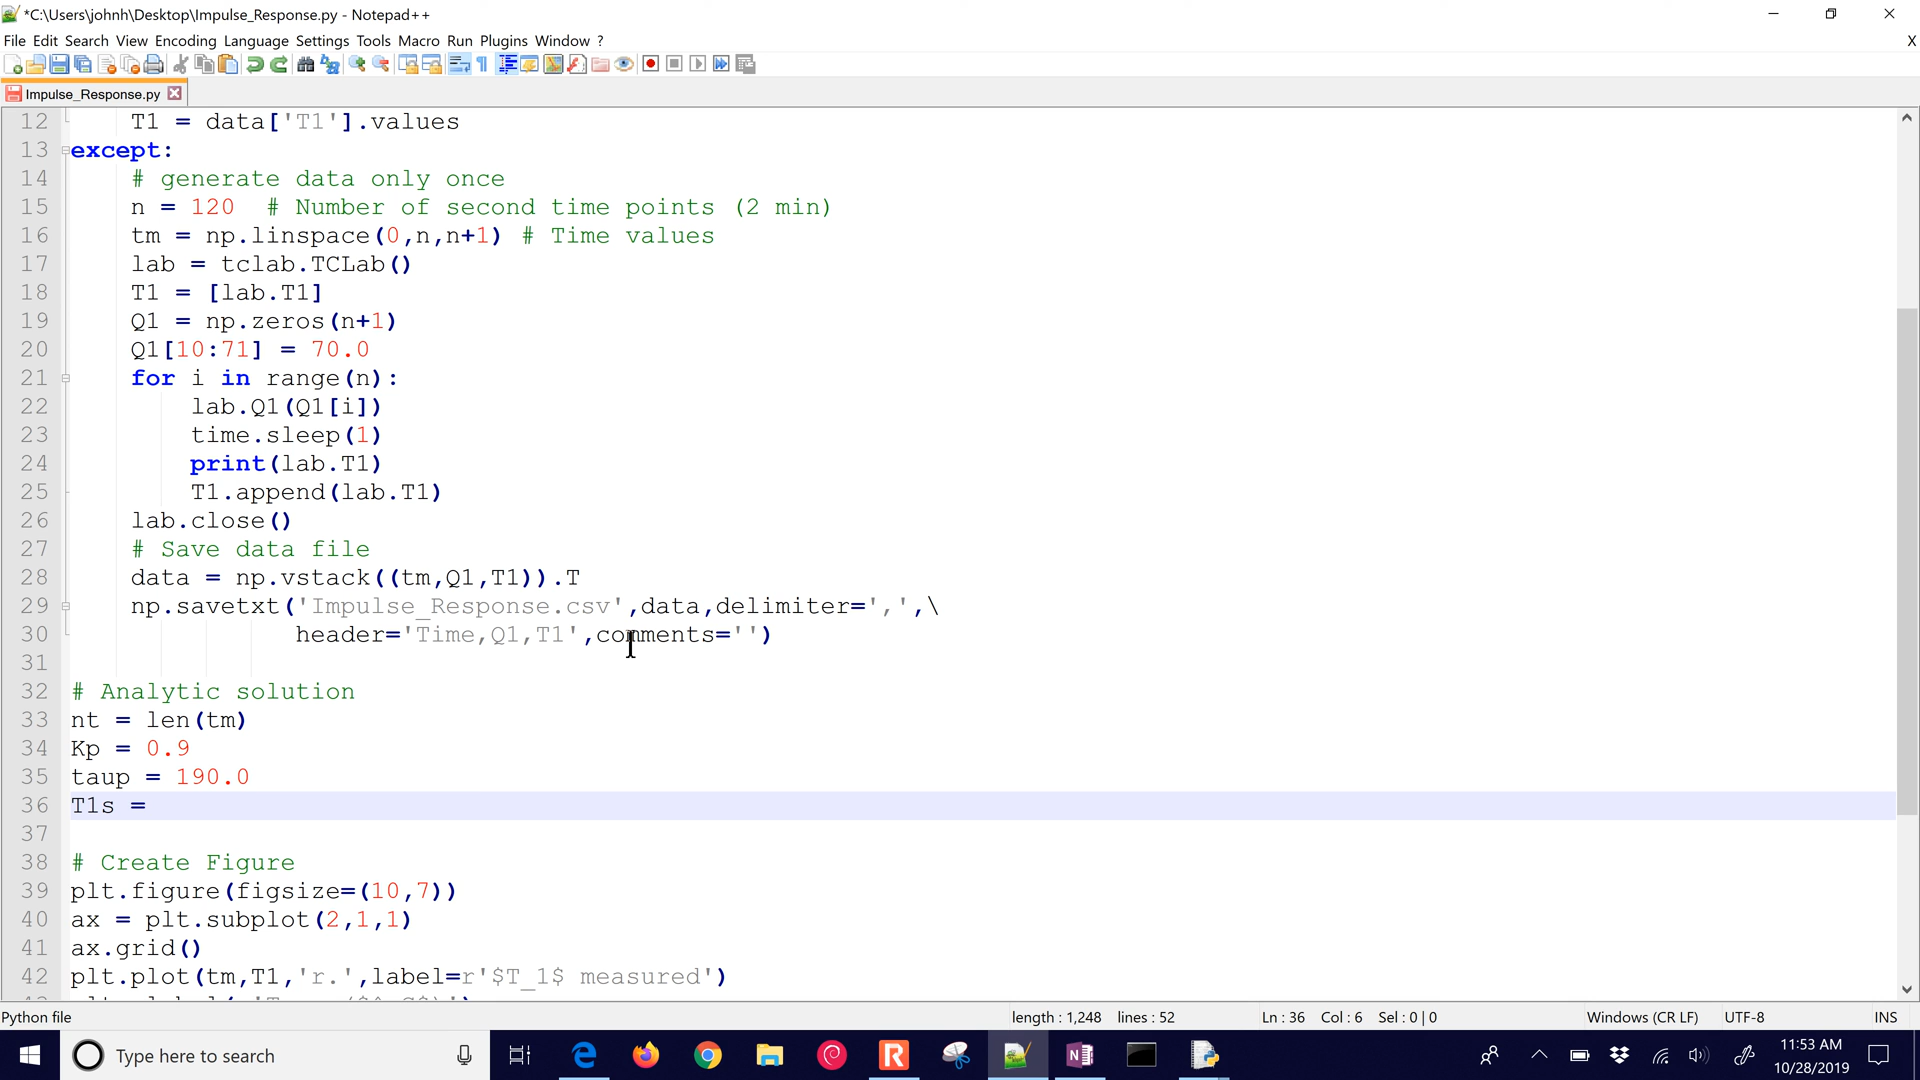 *C:\Users\johnh\Desktop\Impulse_Response.py - Notepad++
File Edit Search View Encoding Language Settings Tools Macro Run Plugins Window ? X
Impulse_Response.py
12 T1 = data['T1'].values
13 except:
14 # generate data only once
15 n = 120 # Number of second time points (2 min)
16 tm = np.linspace(0,n,n+1) # Time values
17 lab = tclab.TCLab()
18 T1 = [lab.T1]
19 Q1 = np.zeros(n+1)
20 Q1[10:71] = 70.0
21 for i in range(n):
22 lab.Q1(Q1[i])
23 time.sleep(1)
24 print(lab.T1)
25 T1.append(lab.T1)
26 lab.close()
27 # Save data file
28 data = np.vstack((tm,Q1,T1)).T
29 np.savetxt('Impulse_Response.csv',data,delimiter=',',\
30 header='Time,Q1,T1',comments='')
31
32 # Analytic solution
33 nt = len(tm)
34 Kp = 0.9
35 taup = 190.0
36 T1s =
37
38 # Create Figure
39 plt.figure(figsize=(10,7))
40 ax = plt.subplot(2,1,1)
41 ax.grid()
42 plt.plot(tm,T1,'r.',label=r'$T_1$ measured')
Python file length : 1,248 lines : 52 Ln : 36 Col : 6 Sel : 0 | 0 Windows (CR LF) UTF-8 INS
Type here to search
11:53 AM
10/28/2019